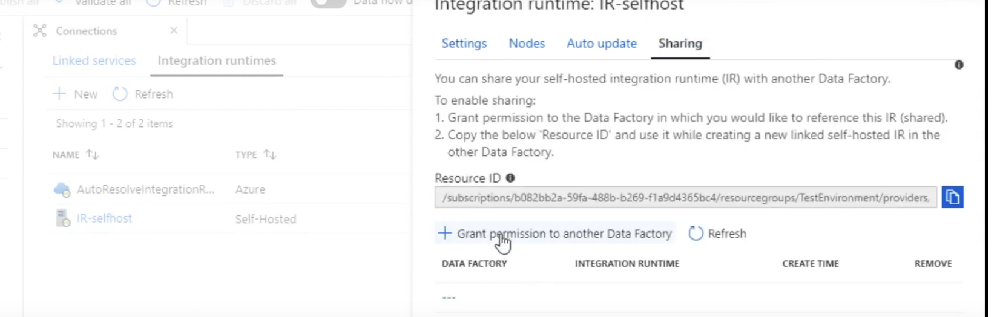 Validate all Refresh Discard all Data flow d
Integration runtime: IR-selfhost
Connections
Settings Nodes Auto update Sharing
Linked services Integration runtimes
You can share your self-hosted integration runtime (IR) with another Data Factory.
New Refresh
To enable sharing:
1. Grant permission to the Data Factory in which you would like to reference this IR (shared).
Showing 1 - 2 of 2 items
2. Copy the below 'Resource ID' and use it while creating a new linked self-hosted IR in the
other Data Factory.
NAME TYPE
Resource ID
AutoResolveIntegrationR... Azure
/subscriptions/b082bb2a-59fa-488b-b269-f1a9d4365bc4/resourcegroups/TestEnvironment/providers,
IR-selfhost Self-Hosted
Grant permission to another Data Factory Refresh
DATA FACTORY INTEGRATION RUNTIME CREATE TIME REMOVE
---